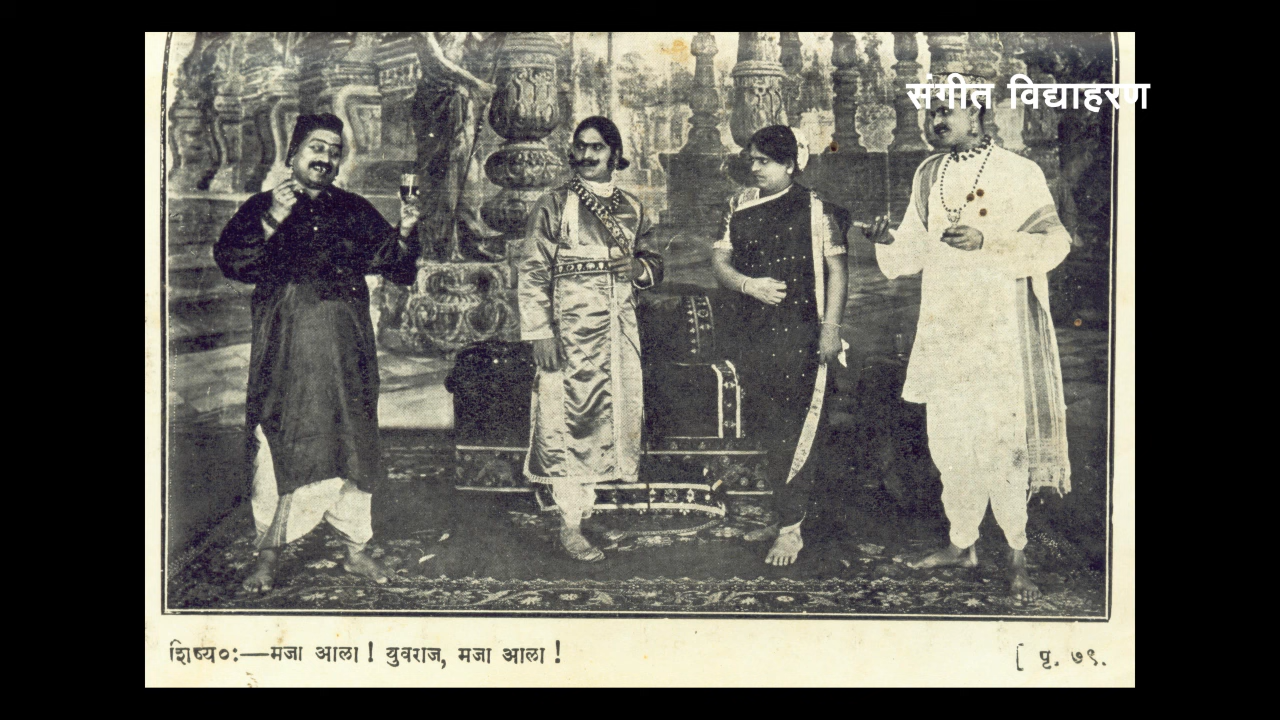 संगीत विद्याहरण
शिष्य०:—मजा आला ! युवराज, मजा आला !
[ पृ. ७९.